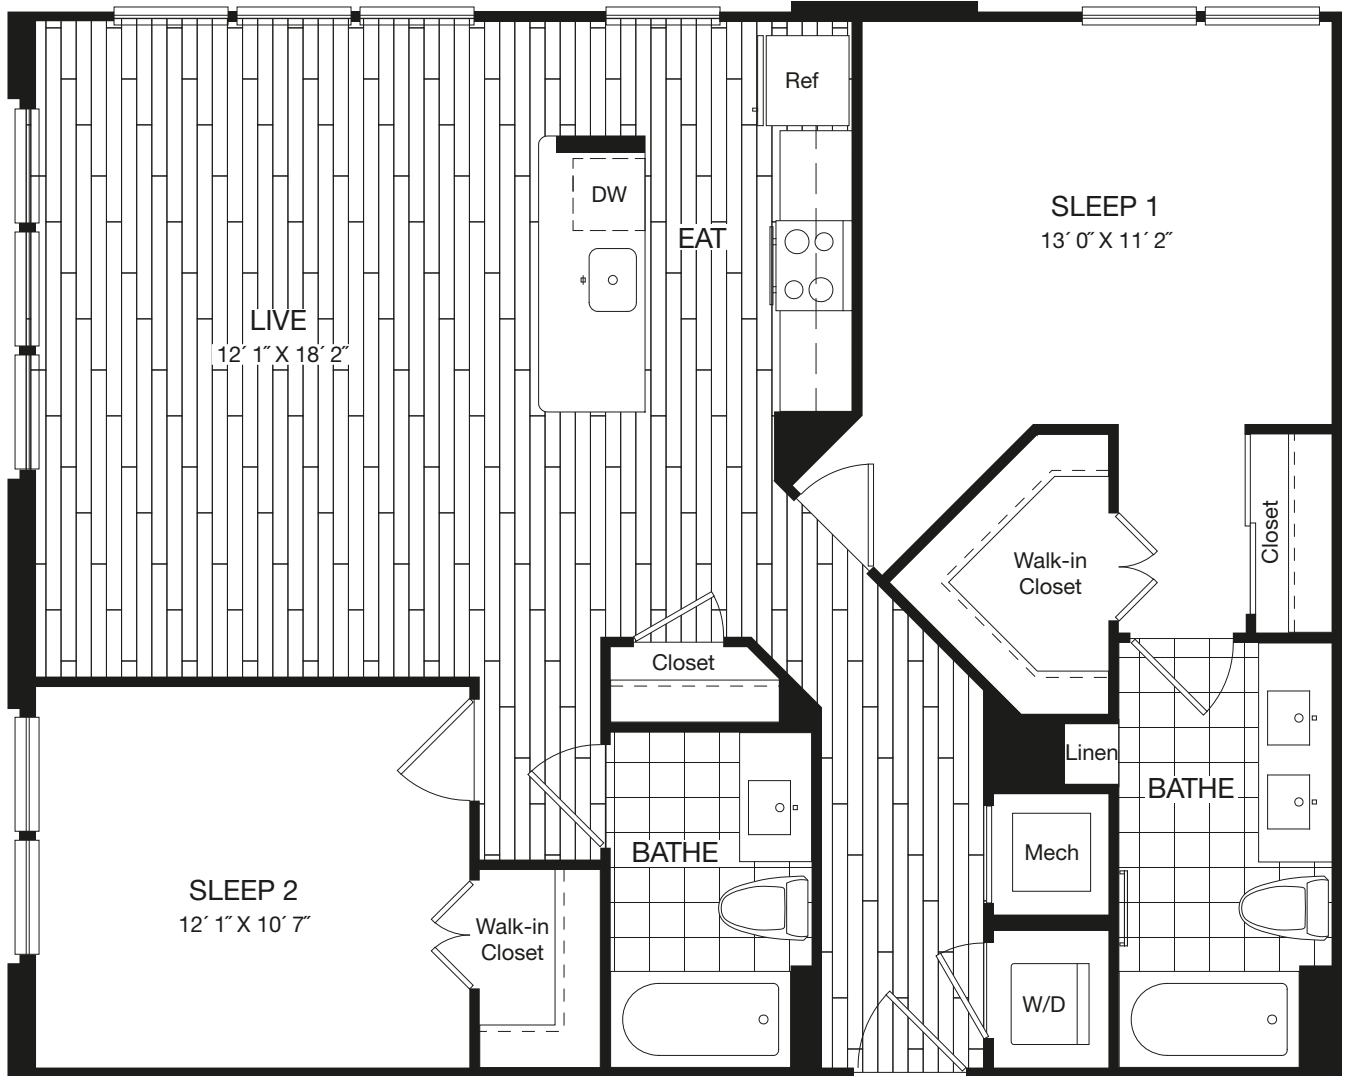 Ref
DW
SLEEP 1
13´ 0˝ X 11´ 2˝
EAT
LIVE
12´ 1˝ X 18´ 2˝
Closet
Walk-in
Closet
Closet
Linen
BATHE
BATHE
Mech
SLEEP 2
12´ 1˝ X 10´ 7˝
Walk-in
Closet
W/D